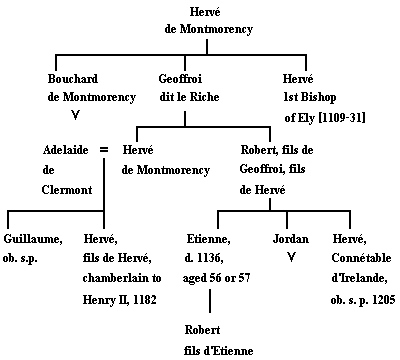 Hervé
de Montmorency
Bouchard
de Montmorency
Geoffroi
dit le Riche
Hervé
1st Bishop
of Ely [1109-31]
Adelaide
de
Clermont
=
Hervé
de Montmorency
Robert, fils de
Geoffroi, fils
de Hervé
Guillaume,
ob. s.p.
Hervé,
fils de Hervé,
chamberlain to
Henry II, 1182
Etienne,
d. 1136,
aged 56 or 57
Jordan
Hervé,
Connétable
d'Irelande,
ob. s. p. 1205
Robert
fils d'Etienne